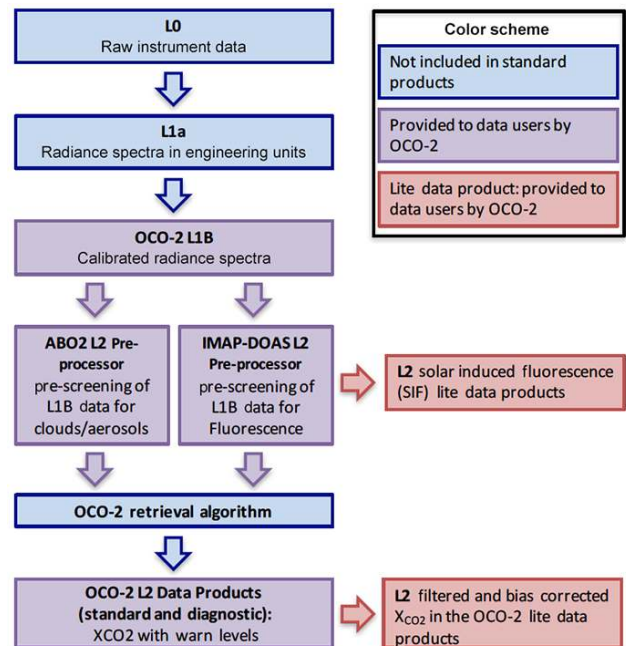 L0
Raw instrument data
L1a
Radiance spectra in engineering units
OCO-2 L1B
Calibrated radiance spectra
ABO2 L2 Pre-
processor
pre-screening of
L1B data for
clouds/aerosols
IMAP-DOAS L2
Pre-processor
pre-screening of
L1B data for
Fluorescence
L2 solar induced fluorescence
(SIF) lite data products
OCO-2 retrieval algorithm
OCO-2 L2 Data Products
(standard and diagnostic):
XCO2 with warn levels
L2 filtered and bias corrected
XCO2 in the OCO-2 lite data
products
Color scheme
Not included in standard
products
Provided to data users by
OCO-2
Lite data product: provided to
data users by OCO-2